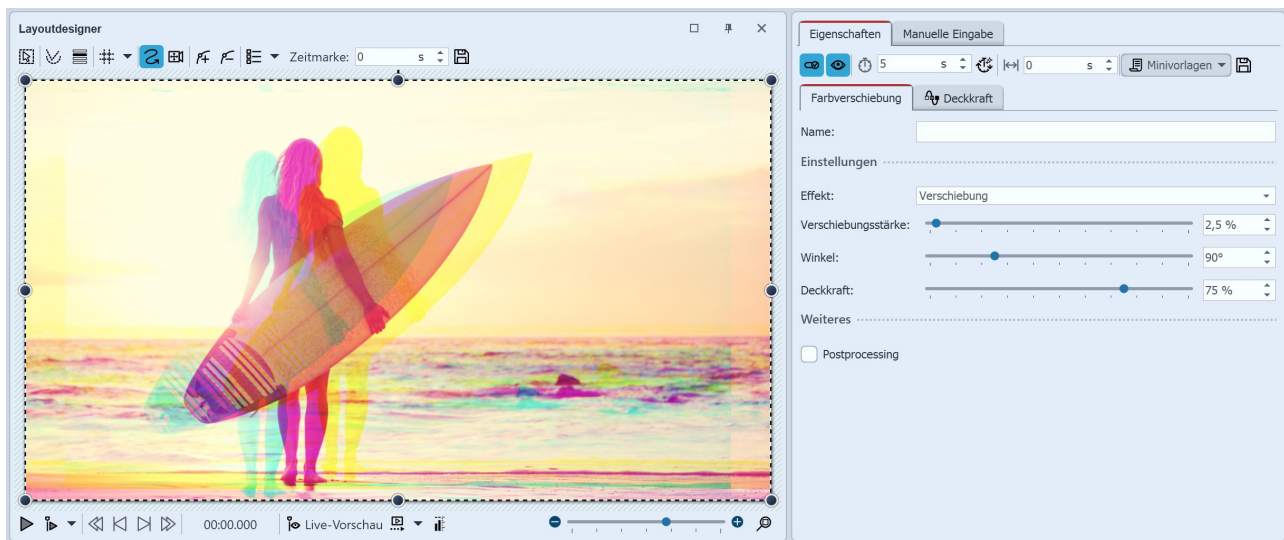 Layoutdesigner
Zeitmarke: 0 s
00:00.000 Live-Vorschau
Eigenschaften Manuelle Eingabe
5 s 0 s Minivorlagen
Farbverschiebung Deckkraft
Name:
Einstellungen
Effekt: Verschiebung
Verschiebungsstärke: 2,5 %
Winkel: 90°
Deckkraft: 75 %
Weiteres
Postprocessing